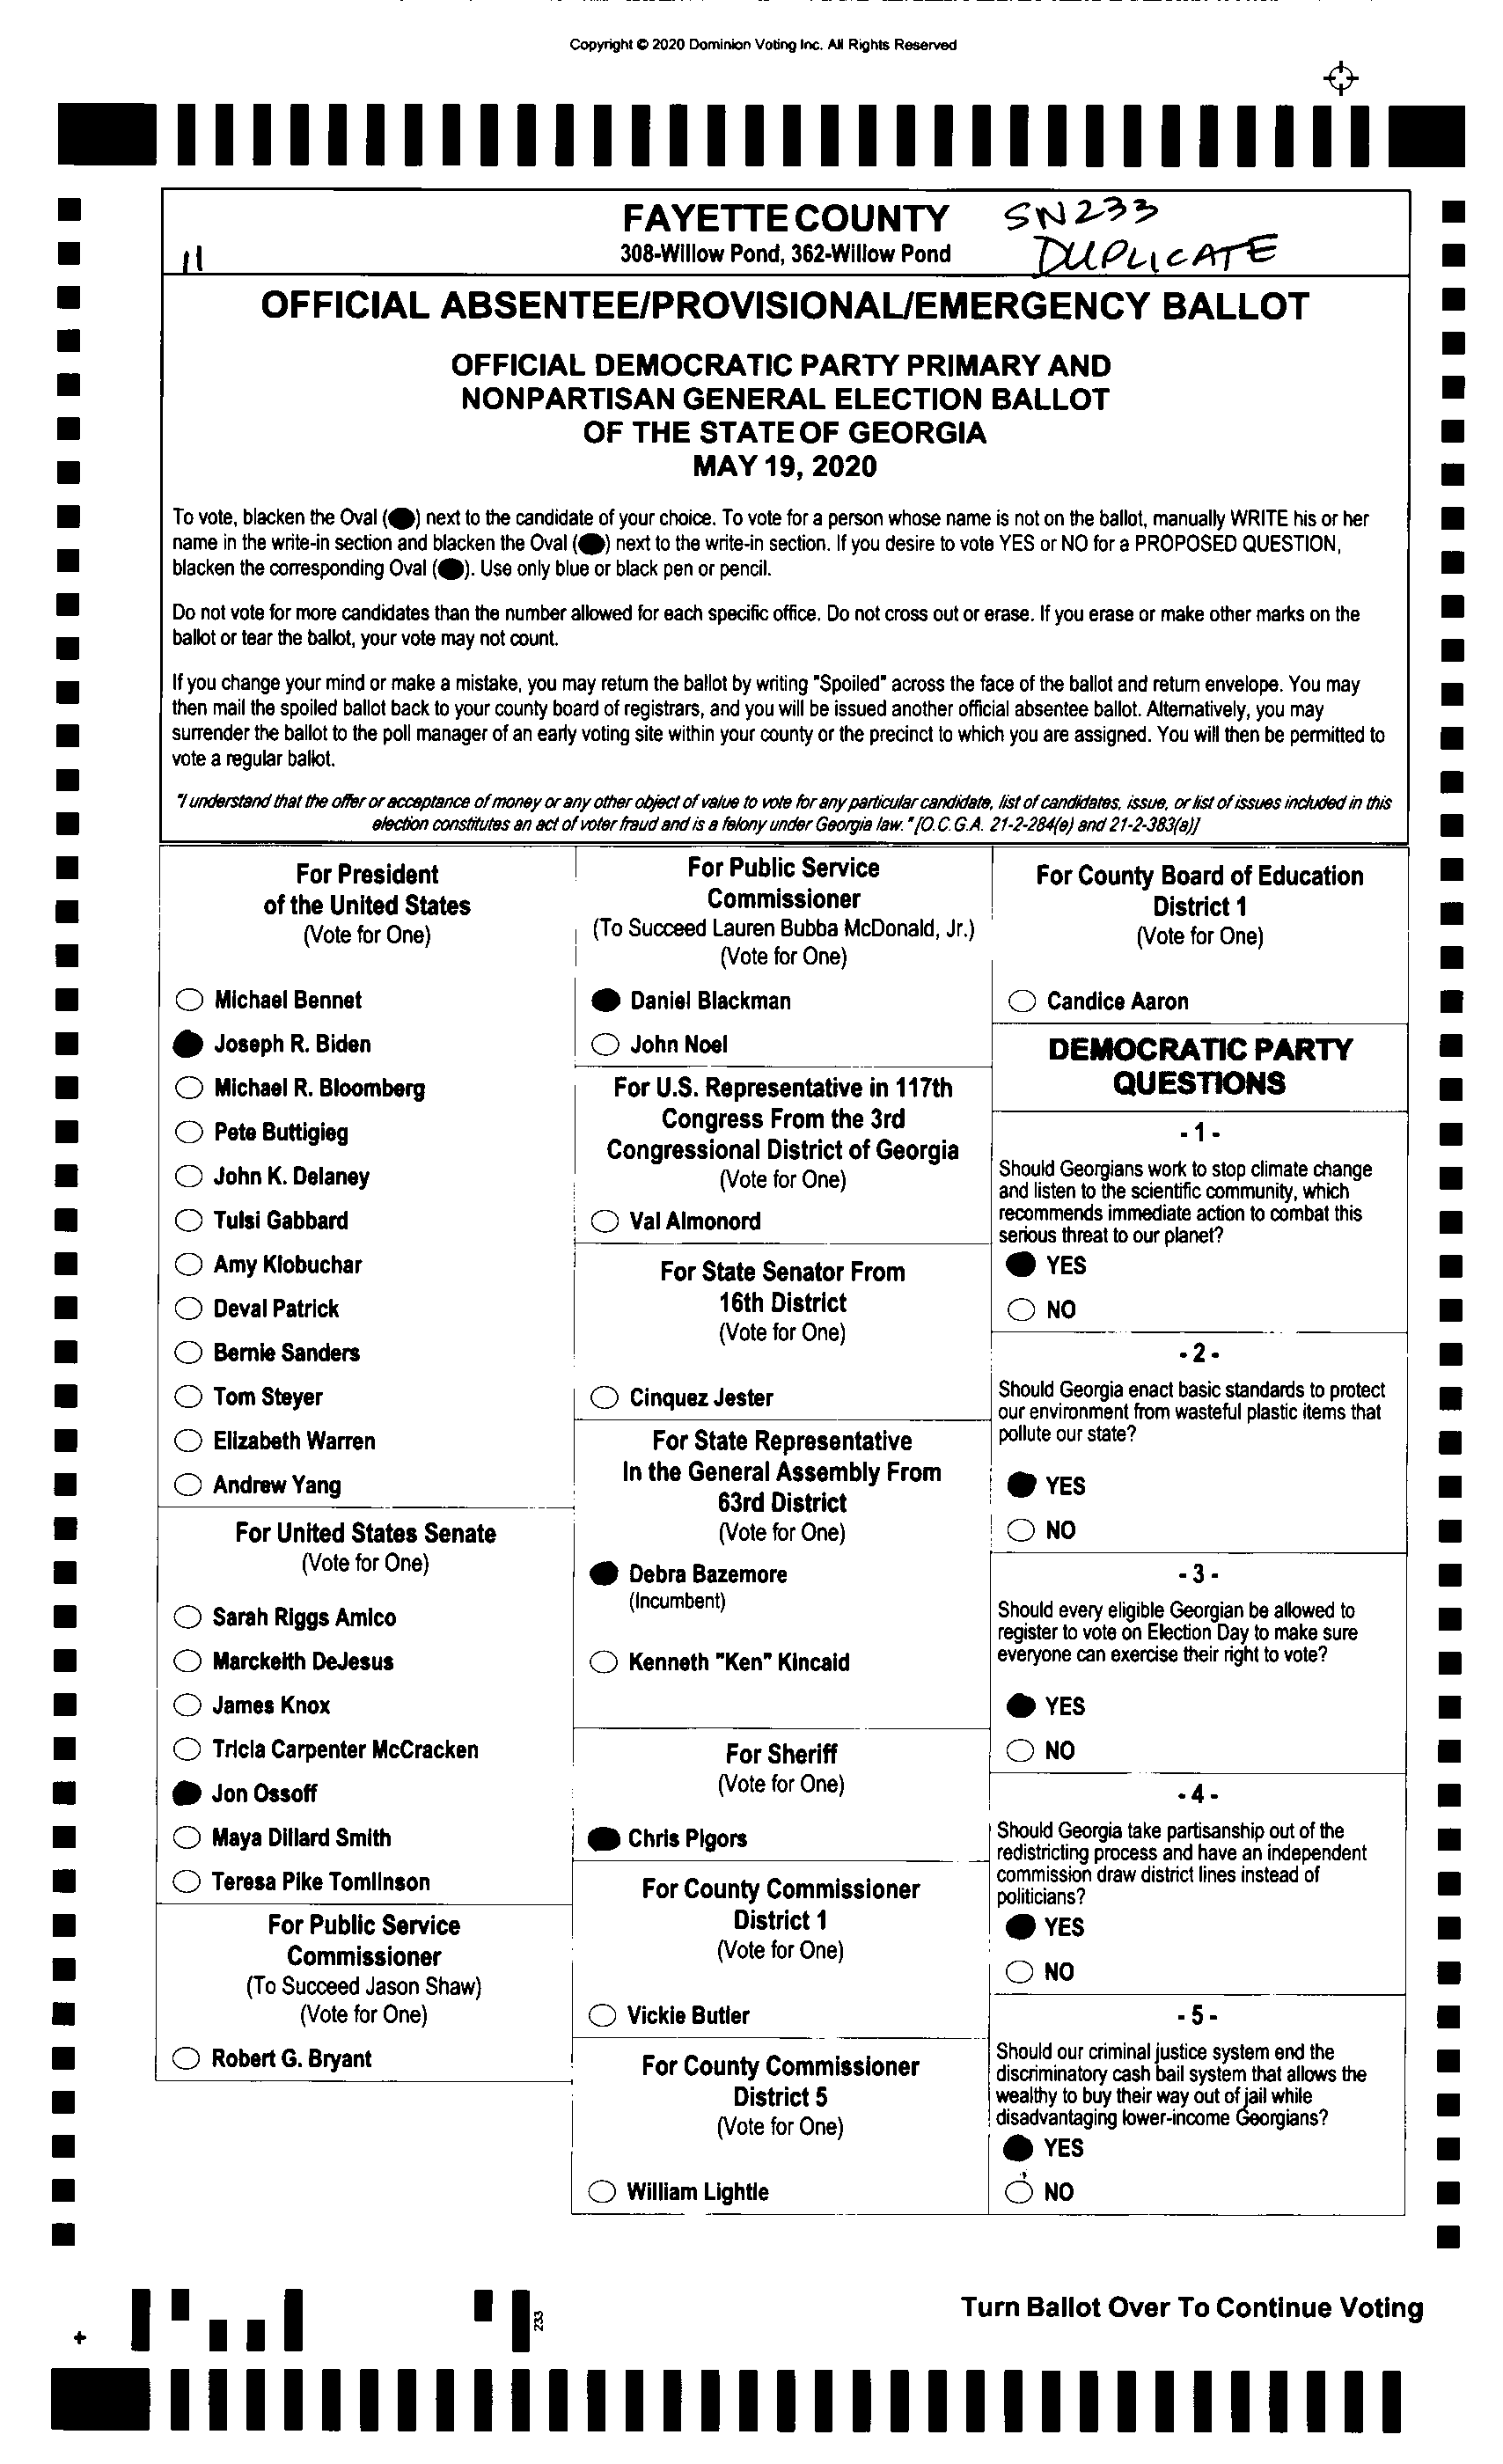 Copyright © 2020 Dominion Voting Inc. All Rights Reserved
FAYETTE COUNTY
SN233
308-Willow Pond, 362-Willow Pond
DUPLICATE
11
OFFICIAL ABSENTEE/PROVISIONAL/EMERGENCY BALLOT
OFFICIAL DEMOCRATIC PARTY PRIMARY AND
NONPARTISAN GENERAL ELECTION BALLOT
OF THE STATE OF GEORGIA
MAY 19, 2020
To vote, blacken the Oval () next to the candidate of your choice. To vote for a person whose name is not on the ballot, manually WRITE his or her
name in the write-in section and blacken the Oval () next to the write-in section. If you desire to vote YES or NO for a PROPOSED QUESTION,
blacken the corresponding Oval (). Use only blue or black pen or pencil.
Do not vote for more candidates than the number allowed for each specific office. Do not cross out or erase. If you erase or make other marks on the
ballot or tear the ballot, your vote may not count.
If you change your mind or make a mistake, you may return the ballot by writing "Spoiled" across the face of the ballot and return envelope. You may
then mail the spoiled ballot back to your county board of registrars, and you will be issued another official absentee ballot. Alternatively, you may
surrender the ballot to the poll manager of an early voting site within your county or the precinct to which you are assigned. You will then be permitted to
vote a regular ballot.
"I understand that the offer or acceptance of money or any other object of value to vote for any particular candidate, list of candidates, issue, or list of issues included in this
election constitutes an act of voter fraud and is a felony under Georgia law." [O.C.G.A. 21-2-284(e) and 21-2-383(a)]
For President
of the United States
(Vote for One)
Michael Bennet
Joseph R. Biden
Michael R. Bloomberg
Pete Buttigieg
John K. Delaney
Tulsi Gabbard
Amy Klobuchar
Deval Patrick
Bernie Sanders
Tom Steyer
Elizabeth Warren
Andrew Yang
For United States Senate
(Vote for One)
Sarah Riggs Amico
Marckeith DeJesus
James Knox
Tricia Carpenter McCracken
Jon Ossoff
Maya Dillard Smith
Teresa Pike Tomlinson
For Public Service
Commissioner
(To Succeed Jason Shaw)
(Vote for One)
Robert G. Bryant
For Public Service
Commissioner
(To Succeed Lauren Bubba McDonald, Jr.)
(Vote for One)
Daniel Blackman
John Noel
For U.S. Representative in 117th
Congress From the 3rd
Congressional District of Georgia
(Vote for One)
Val Almonord
For State Senator From
16th District
(Vote for One)
Cinquez Jester
For State Representative
In the General Assembly From
63rd District
(Vote for One)
Debra Bazemore
(Incumbent)
Kenneth "Ken" Kincaid
For Sheriff
(Vote for One)
Chris Pigors
For County Commissioner
District 1
(Vote for One)
Vickie Butler
For County Commissioner
District 5
(Vote for One)
William Lightle
For County Board of Education
District 1
(Vote for One)
Candice Aaron
DEMOCRATIC PARTY
QUESTIONS
- 1 -
Should Georgians work to stop climate change
and listen to the scientific community, which
recommends immediate action to combat this
serious threat to our planet?
YES
NO
- 2 -
Should Georgia enact basic standards to protect
our environment from wasteful plastic items that
pollute our state?
YES
NO
- 3 -
Should every eligible Georgian be allowed to
register to vote on Election Day to make sure
everyone can exercise their right to vote?
YES
NO
- 4 -
Should Georgia take partisanship out of the
redistricting process and have an independent
commission draw district lines instead of
politicians?
YES
NO
- 5 -
Should our criminal justice system end the
discriminatory cash bail system that allows the
wealthy to buy their way out of jail while
disadvantaging lower-income Georgians?
YES
NO
233
Turn Ballot Over To Continue Voting